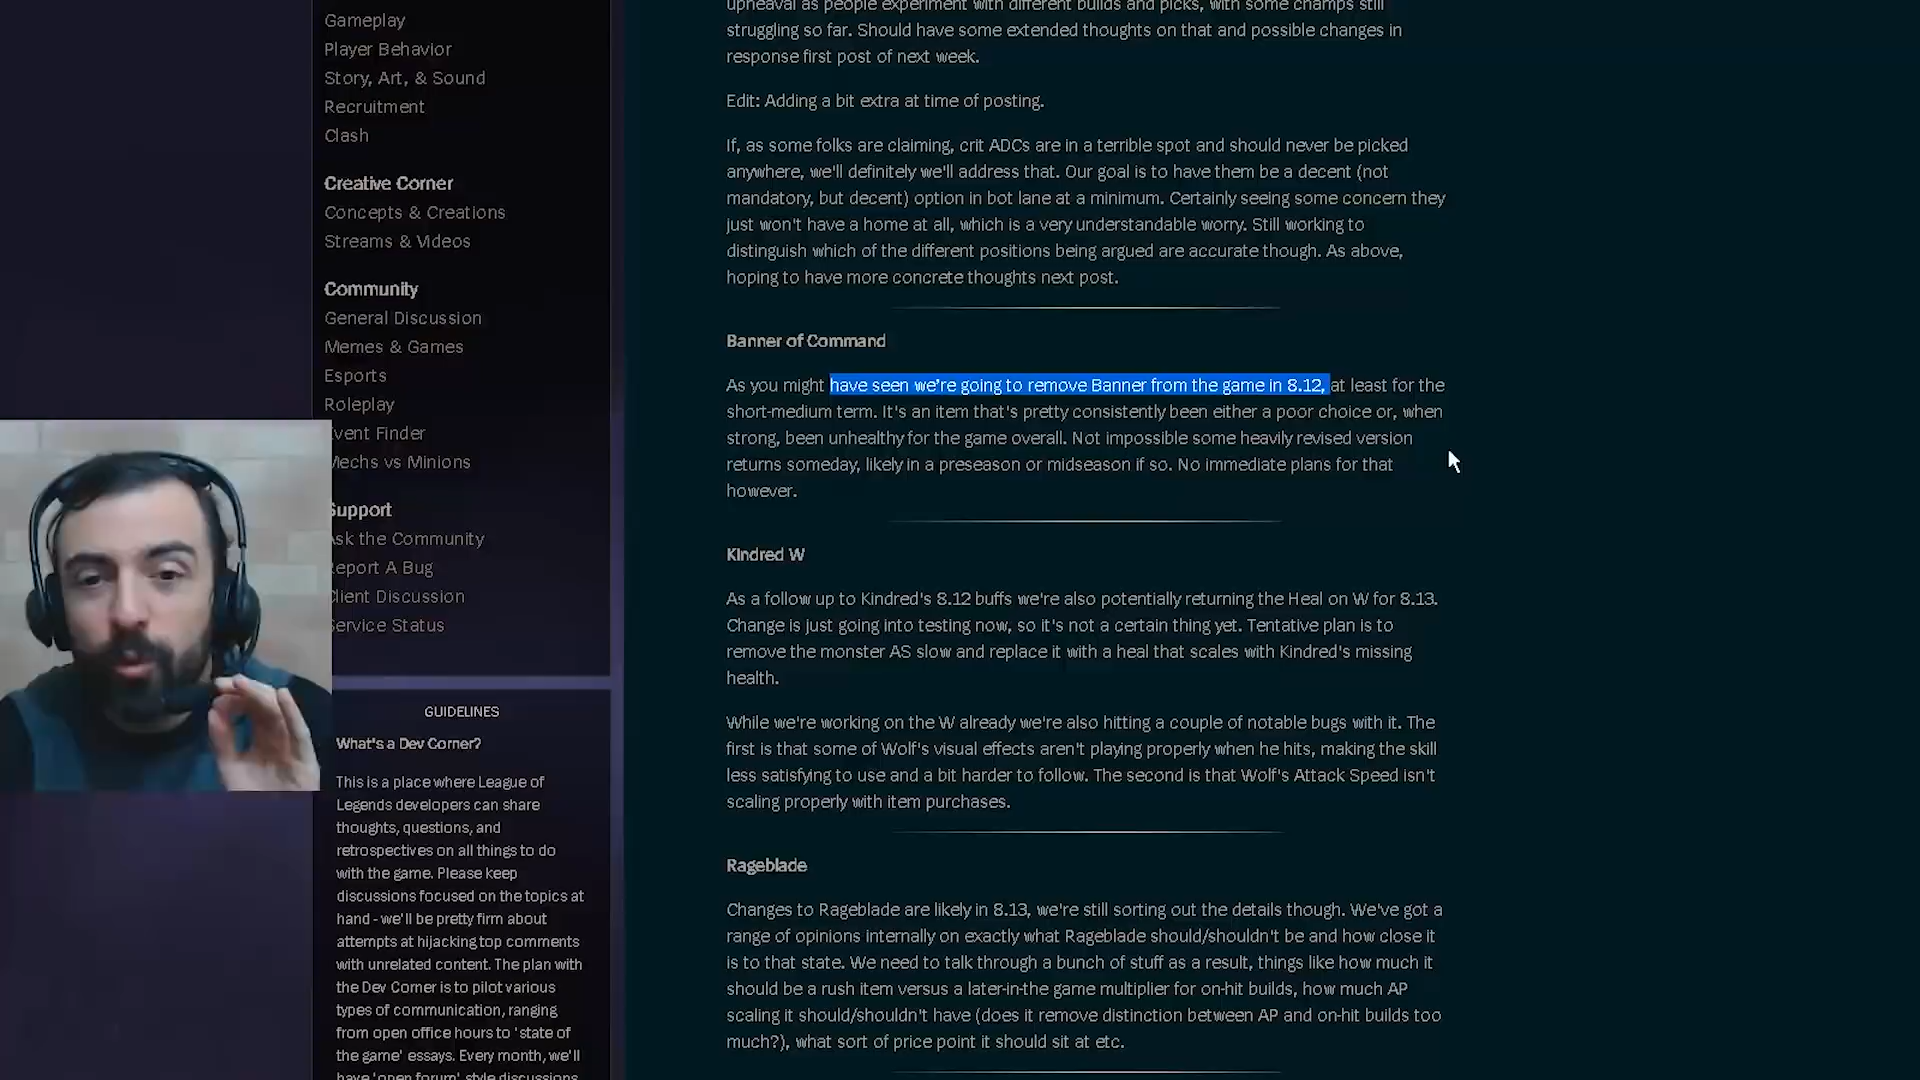 Gameplay
Player Behavior
Story, Art, & Sound
Recruitment
Clash
Creative Corner
Concepts & Creations
Streams & Videos
Community
General Discussion
Memes & Games
Esports
Roleplay
vent Finder
Mechs vs Minions
Support
Ask the Community
Report A Bug
Client Discussion
Service Status
GUIDELINES
What's a Dev Corner?
This is a place where League of
Legends developers can share
thoughts, questions, and
retrospectives on all things to do
with the game. Please keep
discussions focused on the topics at
hand - we'll be pretty firm about
attempts at hijacking top comments
with unrelated content. The plan with
the Dev Corner is to pilot various
types of communication, ranging
from open office hours to 'state of
the game' essays. Every month, we'll
have 'open forum' style discussions
upheaval as people experiment with different builds and picks, with some champs still
struggling so far. Should have some extended thoughts on that and possible changes in
response first post of next week.
Edit: Adding a bit extra at time of posting.
If, as some folks are claiming, crit ADCs are in a terrible spot and should never be picked
anywhere, we'll definitely we'll address that. Our goal is to have them be a decent (not
mandatory, but decent) option in bot lane at a minimum. Certainly seeing some concern they
just won't have a home at all, which is a very understandable worry. Still working to
distinguish which of the different positions being argued are accurate though. As above,
hoping to have more concrete thoughts next post.
Banner of Command
As you might have seen we're going to remove Banner from the game in 8.12, at least for the
short-medium term. It's an item that's pretty consistently been either a poor choice or, when
strong, been unhealthy for the game overall. Not impossible some heavily revised version
returns someday, likely in a preseason or midseason if so. No immediate plans for that
however.
Kindred W
As a follow up to Kindred's 8.12 buffs we're also potentially returning the Heal on W for 8.13.
Change is just going into testing now, so it's not a certain thing yet. Tentative plan is to
remove the monster AS slow and replace it with a heal that scales with Kindred's missing
health.
While we're working on the W already we're also hitting a couple of notable bugs with it. The
first is that some of Wolf's visual effects aren't playing properly when he hits, making the skill
less satisfying to use and a bit harder to follow. The second is that Wolf's Attack Speed isn't
scaling properly with item purchases.
Rageblade
Changes to Rageblade are likely in 8.13, we're still sorting out the details though. We've got a
range of opinions internally on exactly what Rageblade should/shouldn't be and how close it
is to that state. We need to talk through a bunch of stuff as a result, things like how much it
should be a rush item versus a later-in-the game multiplier for on-hit builds, how much AP
scaling it should/shouldn't have (does it remove distinction between AP and on-hit builds too
much?), what sort of price point it should sit at etc.